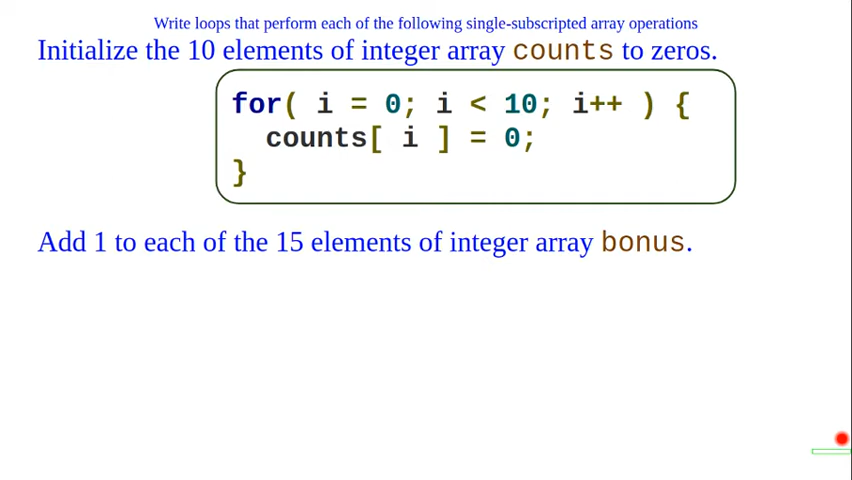 Write loops that perform each of the following single-subscripted array operations
Initialize the 10 elements of integer array counts to zeros.
for( i = 0; i < 10; i++ ) {
  counts[ i ] = 0;
}
Add 1 to each of the 15 elements of integer array bonus.